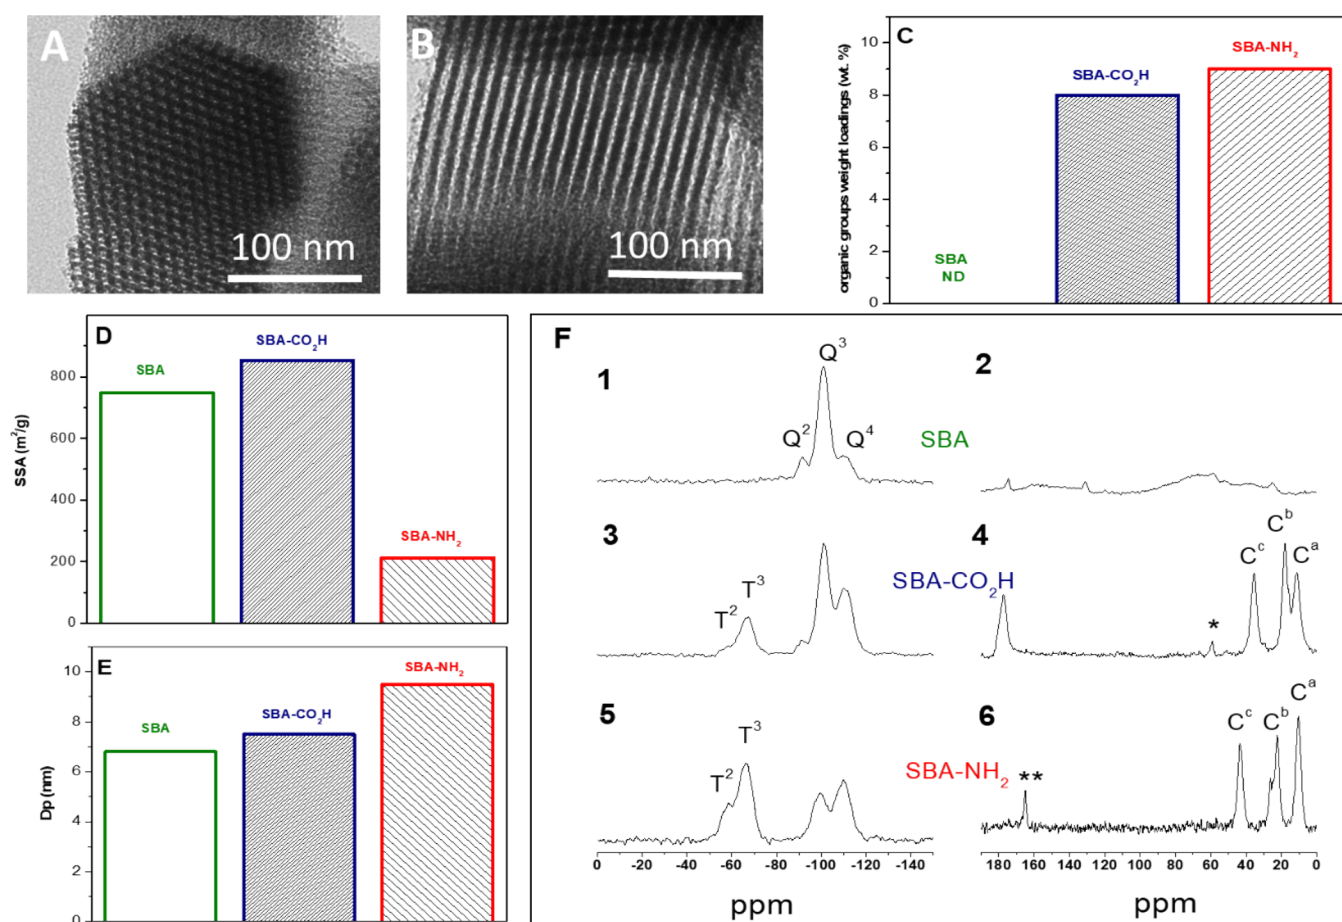 A
100 nm
B
100 nm
C
organic groups weight loadings (wt. %)
10
8
6
4
2
0
SBA
ND
SBA-CO₂H
SBA-NH₂
D
SSA (m²/g)
800
600
400
200
0
SBA
SBA-CO₂H
SBA-NH₂
E
Dp (nm)
10
8
6
4
2
0
SBA
SBA-CO₂H
SBA-NH₂
F
1
Q²
Q³
Q⁴
SBA
2
3
T²
T³
SBA-CO₂H
4
*
Cᶜ
Cᵇ
Cᵃ
5
T²
T³
SBA-NH₂
6
**
Cᶜ
Cᵇ
Cᵃ
0 -20 -40 -60 -80 -100 -120 -140
ppm
180 160 140 120 100 80 60 40 20 0
ppm